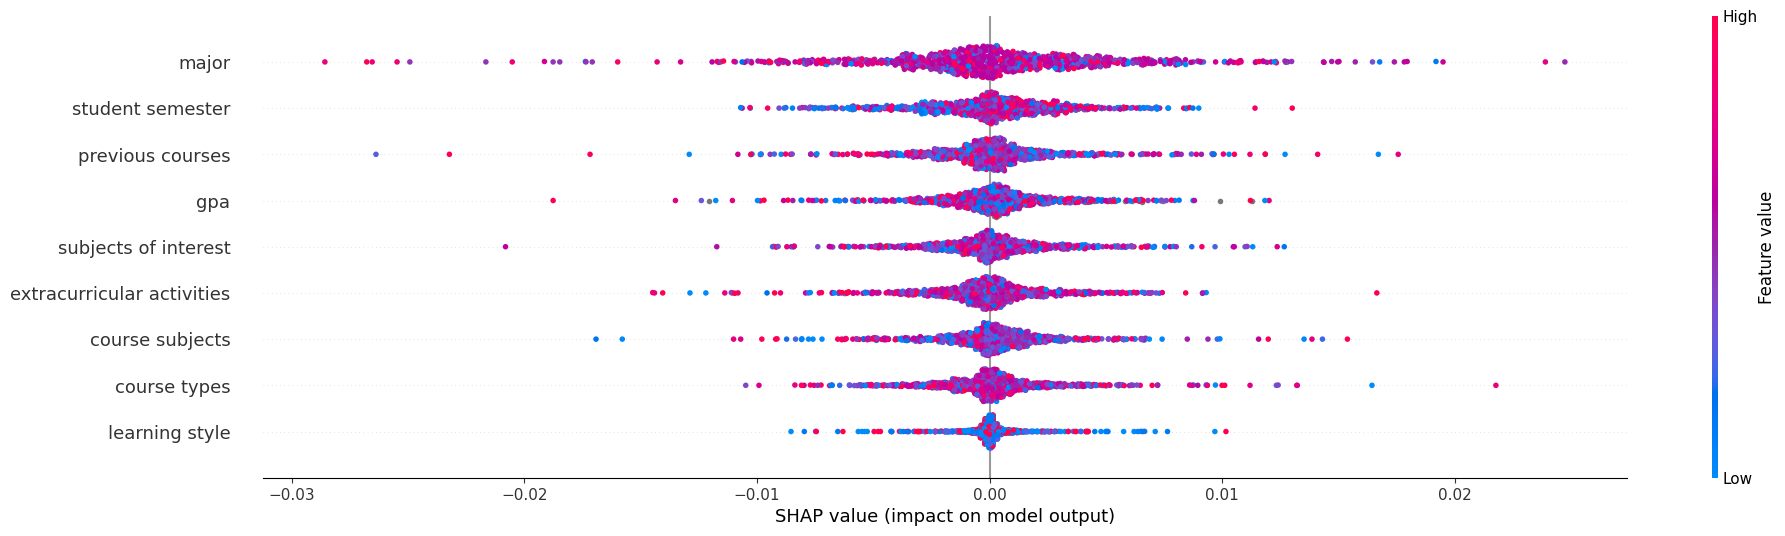 major
student semester
previous courses
gpa
subjects of interest
extracurricular activities
course subjects
course types
learning style
−0.03 −0.02 −0.01 0.00 0.01 0.02
SHAP value (impact on model output)
High
Feature value
Low